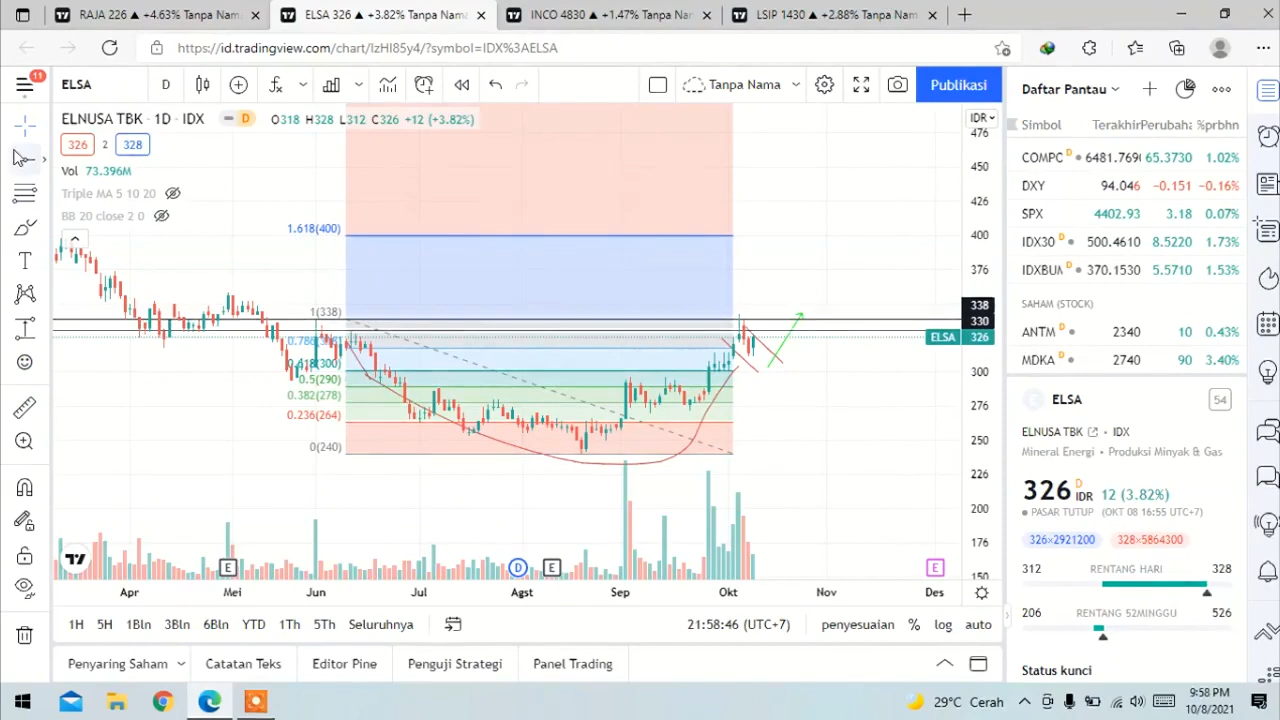 RAJA 226 ▲ +4.63% Tanpa Nama
ELSA 326 ▲ +3.82% Tanpa Nama
INCO 4830 ▲ +1.47% Tanpa Nam
LSIP 1430 ▲ +2.88% Tanpa Nam
https://id.tradingview.com/chart/lzHI85y4/?symbol=IDX%3AELSA
11
ELSA
D
Tanpa Nama
Publikasi
ELNUSA TBK · 1D · IDX
D
O318 H328 L312 C326 +12 (+3.82%)
326 2 328
Vol 73.396M
Triple MA 5 10 20
BB 20 close 2 0
1.618(400)
1(338)
0.5(290)
0.382(278)
0.236(264)
0(240)
IDR
476
450
426
400
376
338
330
ELSA 326
300
276
250
226
200
176
150
E
D
E
E
Apr Mei Jun Jul Agst Sep Okt Nov Des
1H 5H 1Bln 3Bln 6Bln YTD 1Th 5Th Seluruhnya
21:58:46 (UTC+7)
penyesuaian % log auto
Penyaring Saham Catatan Teks Editor Pine Penguji Strategi Panel Trading
Daftar Pantau
Simbol Terakhir Perubaha %prbhn
COMPC D 6481.769 65.3730 1.02%
DXY 94.046 −0.151 −0.16%
SPX 4402.93 3.18 0.07%
IDX30 D 500.4610 8.5220 1.73%
IDXBUM D 370.1530 5.5710 1.53%
SAHAM (STOCK)
ANTM D 2340 10 0.43%
MDKA D 2740 90 3.40%
E ELSA 54
ELNUSA TBK • IDX
Mineral Energi • Produksi Minyak & Gas
326 D IDR 12 (3.82%)
PASAR TUTUP (OKT 08 16:55 UTC+7)
326×2921200 328×5864300
312 RENTANG HARI 328
206 RENTANG 52MINGGU 526
Status kunci
29°C Cerah
9:58 PM
10/8/2021